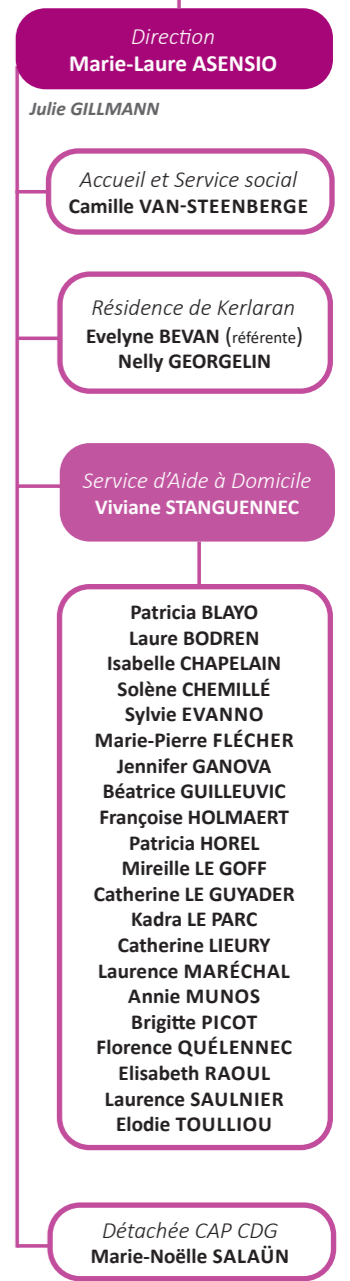 Direction
Marie-Laure ASENSIO
Julie GILLMANN
Accueil et Service social
Camille VAN-STEENBERGE
Résidence de Kerlaran
Evelyne BEVAN (référente)
Nelly GEORGELIN
Service d'Aide à Domicile
Viviane STANGUENNEC
Patricia BLAYO
Laure BODREN
Isabelle CHAPELAIN
Solène CHEMILLÉ
Sylvie EVANNO
Marie-Pierre FLÉCHER
Jennifer GANOVA
Béatrice GUILLEUVIC
Françoise HOLMAERT
Patricia HOREL
Mireille LE GOFF
Catherine LE GUYADER
Kadra LE PARC
Catherine LIEURY
Laurence MARÉCHAL
Annie MUNOS
Brigitte PICOT
Florence QUÉLENNEC
Elisabeth RAOUL
Laurence SAULNIER
Elodie TOULLIOU
Détachée CAP CDG
Marie-Noëlle SALAÜN